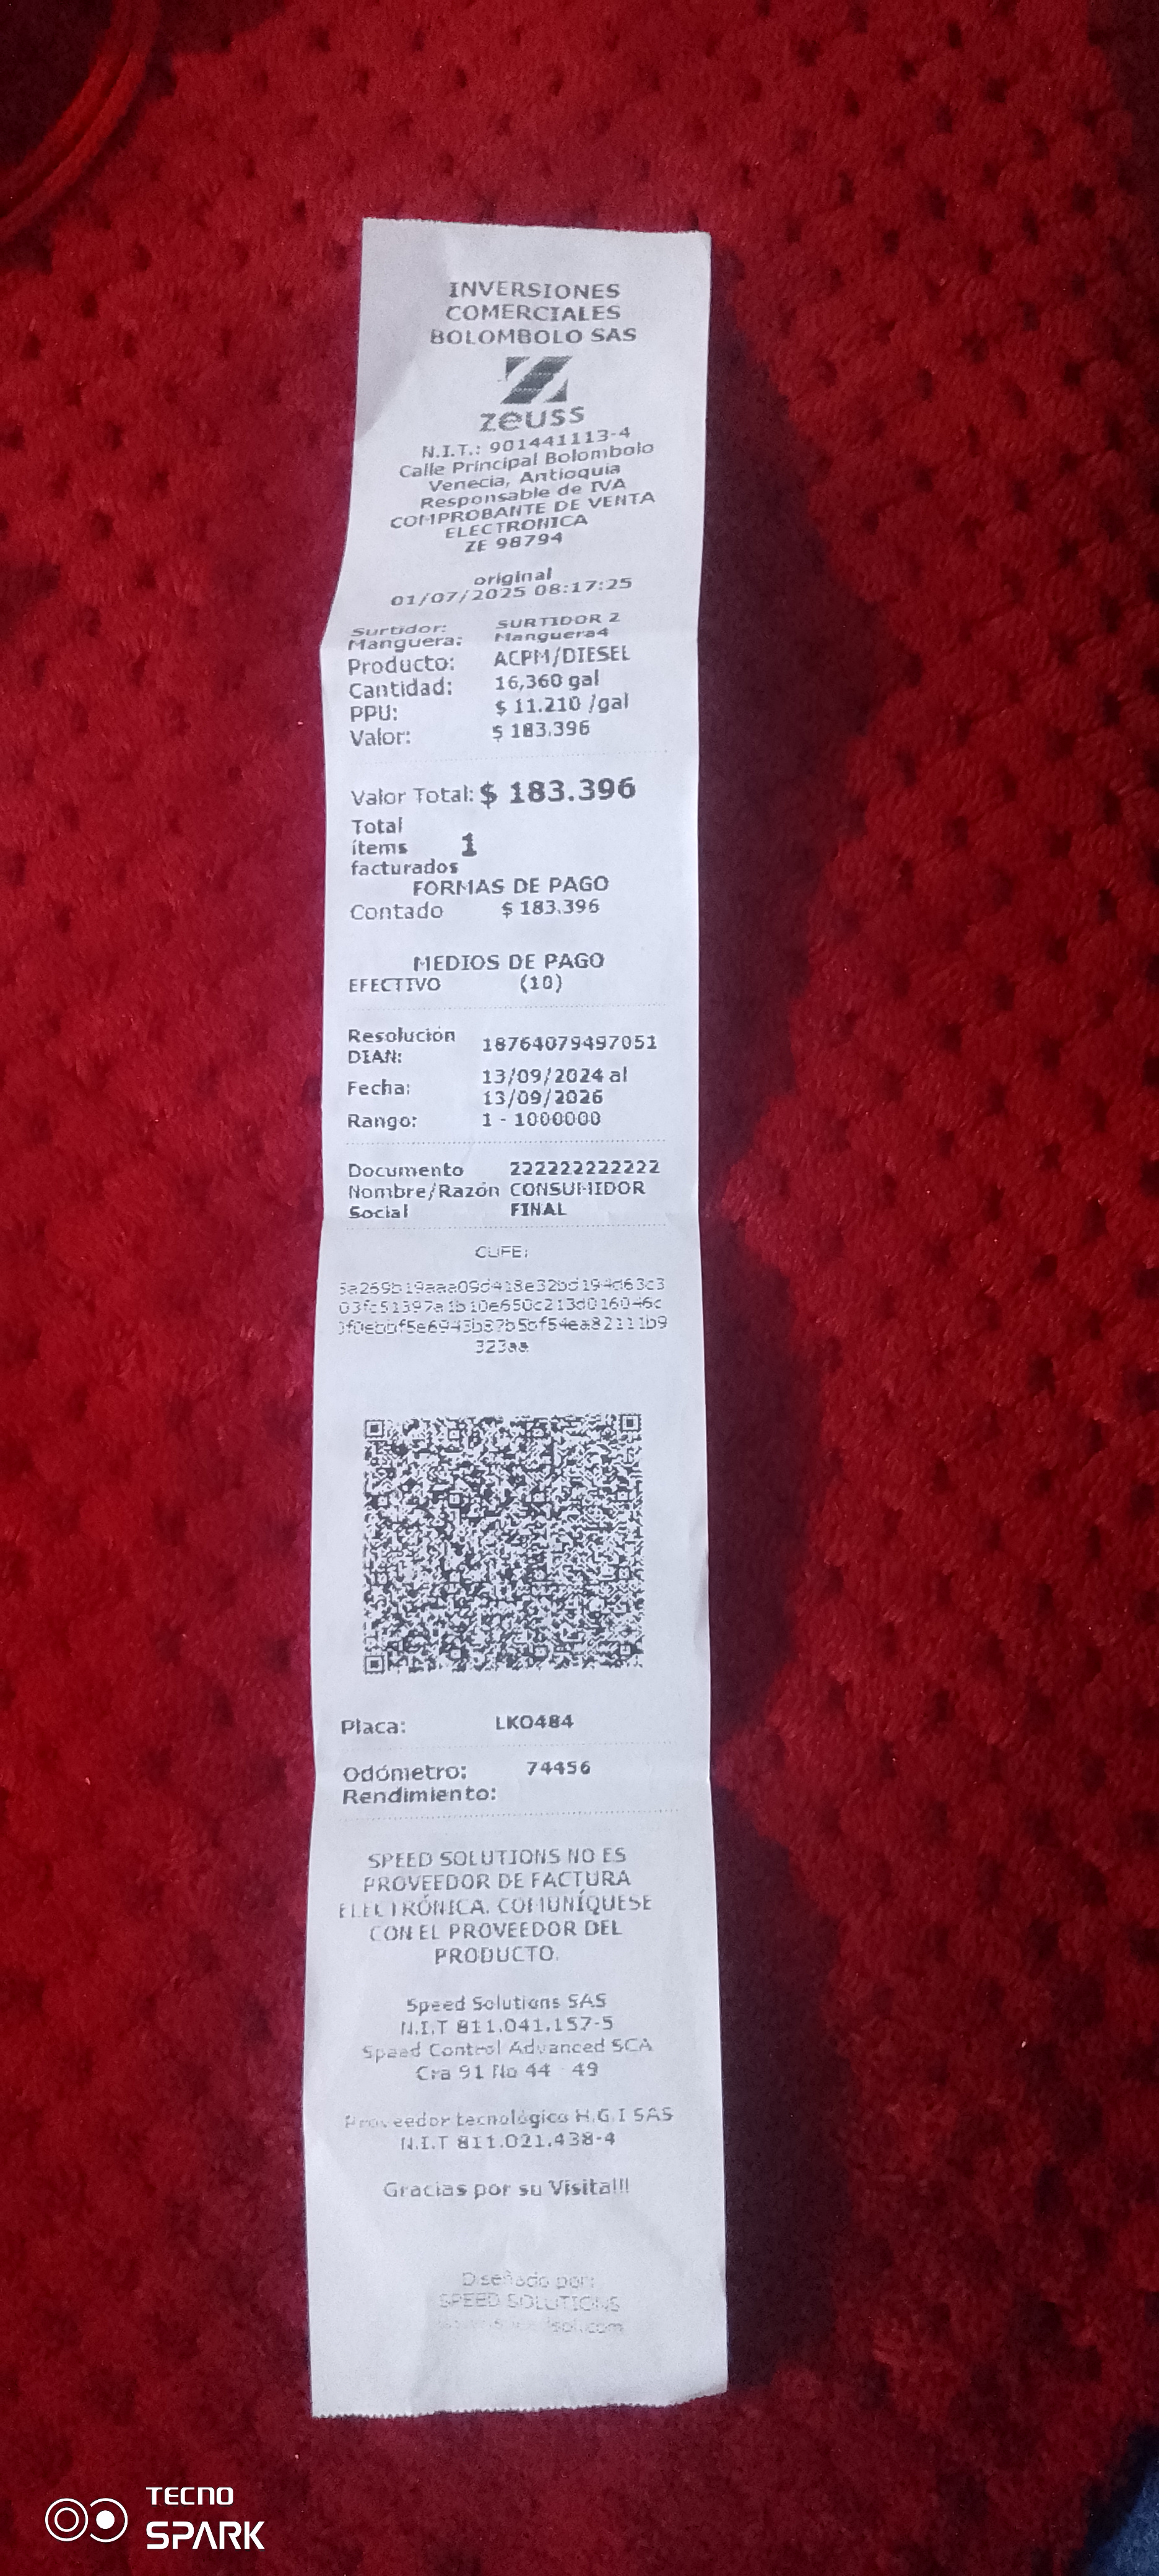 INVERSIONES
COMERCIALES
BOLOMBOLO SAS
zeuss
N.I.T.: 901441113-4
Calle Principal Bolombolo
Venecia, Antioquia
Responsable de IVA
COMPROBANTE DE VENTA
ELECTRONICA
ZE 98794
original
01/07/2025 08:17:25
Surtidor: SURTIDOR 2
Manguera: Manguera4
Producto: ACPM/DIESEL
Cantidad: 16,360 gal
PPU: $ 11.210 /gal
Valor: $ 183.396
Valor Total: $ 183.396
Total
ítems 1
facturados
FORMAS DE PAGO
Contado $ 183.396
MEDIOS DE PAGO
EFECTIVO (10)
Resolución
DIAN: 18764079497051
Fecha: 13/09/2024 al
13/09/2026
Rango: 1 - 1000000
Documento 222222222222
Nombre/Razón CONSUMIDOR
Social FINAL
CUFE:
323aa
Placa: LKO484
Odómetro: 74456
Rendimiento:
SPEED SOLUTIONS NO ES
PROVEEDOR DE FACTURA
ELECTRÓNICA. COMUNÍQUESE
CON EL PROVEEDOR DEL
PRODUCTO.
Speed Solutions SAS
N.I.T 811.041.157-5
Speed Control Advanced SCA
Cra 91 No 44 - 49
Proveedor tecnológico H.G.I SAS
N.I.T 811.021.438-4
Gracias por su Visita!!!
Diseñado por:
SPEED SOLUTIONS
TECNO
SPARK